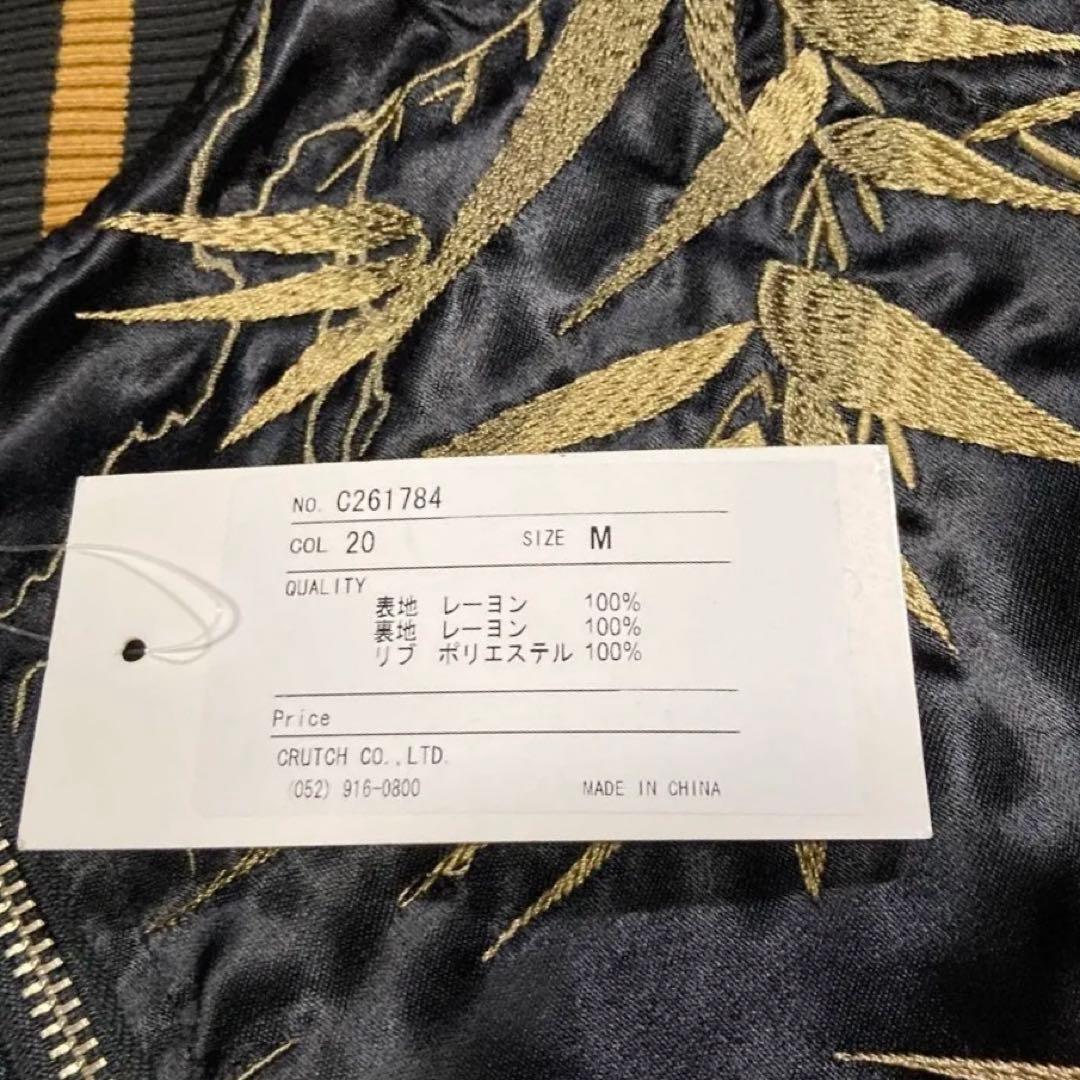 NO. C261784
COL 20 SIZE M
QUALITY
表地 レーヨン 100%
裏地 レーヨン 100%
リブ ポリエステル 100%
Price
CRUTCH CO.,LTD.
(052) 916-0800 MADE IN CHINA